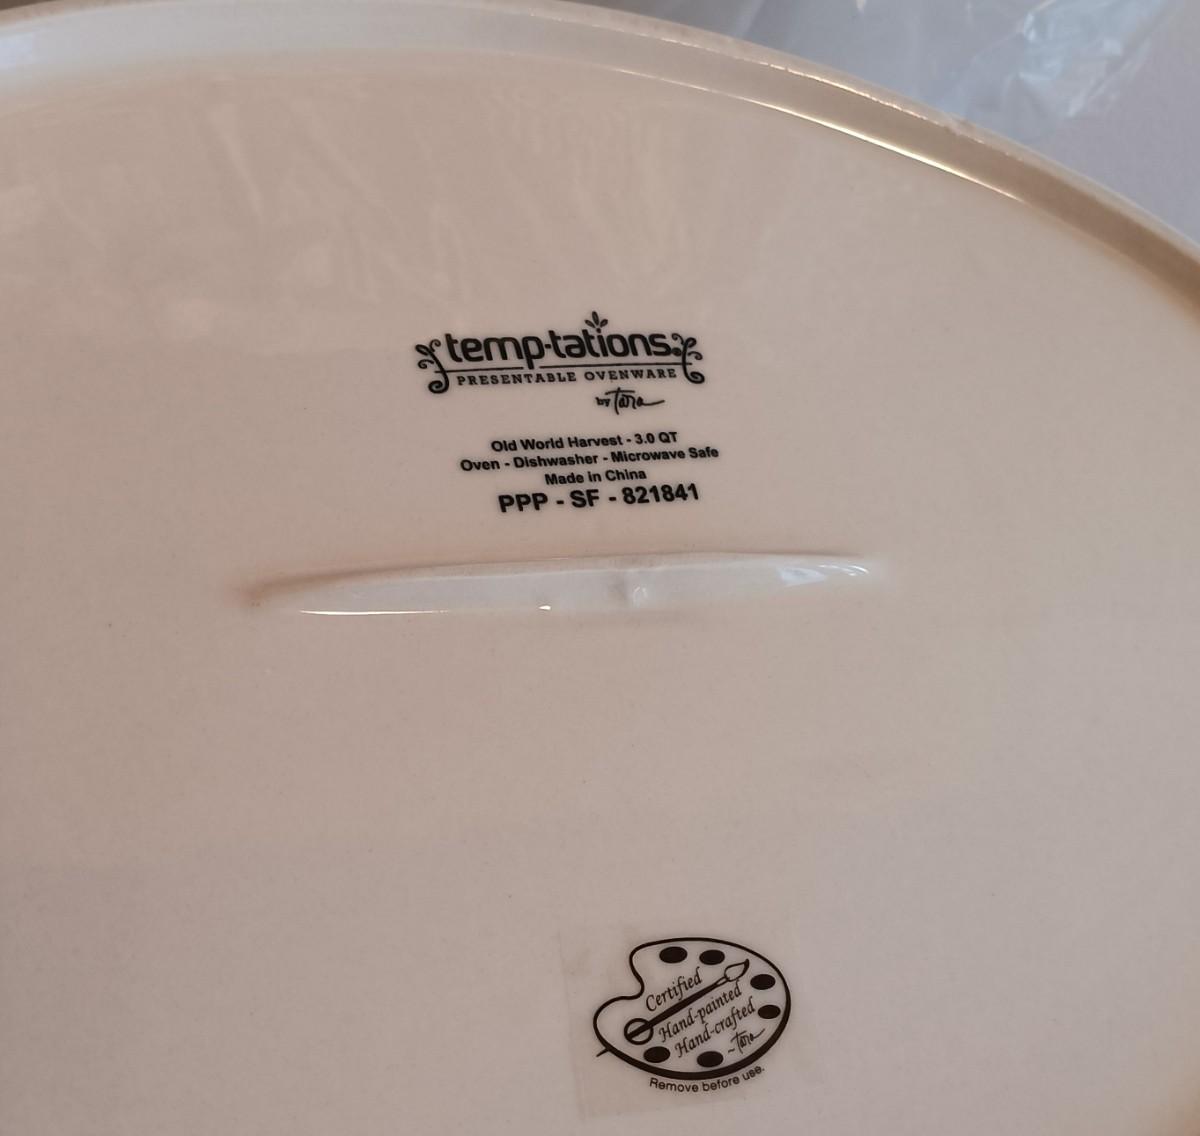 temp-tations
PRESENTABLE OVENWARE
by Tara
Old World Harvest - 3.0 QT
Oven - Dishwasher - Microwave Safe
Made in China
PPP - SF - 821841
Certified
Hand-painted
Hand-crafted
~Tara
Remove before use.